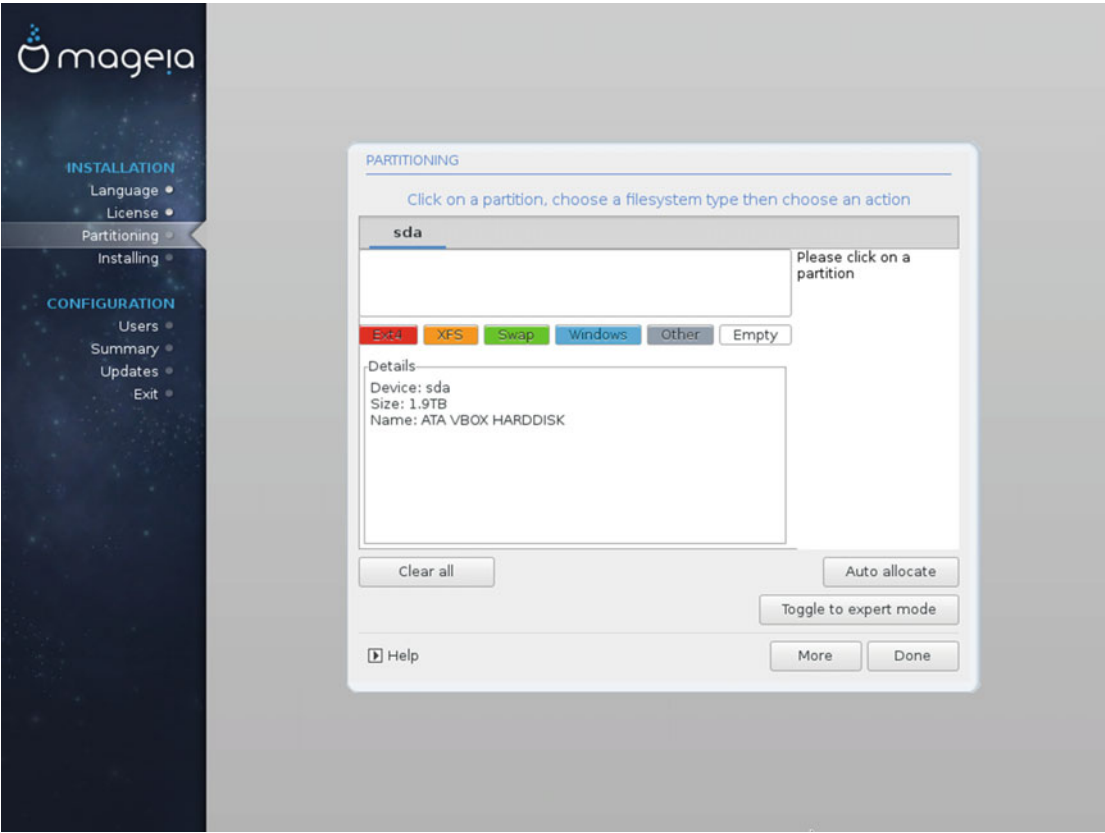 mageia
INSTALLATION
Language
License
Partitioning
Installing
CONFIGURATION
Users
Summary
Updates
Exit
PARTITIONING
Click on a partition, choose a filesystem type then choose an action
sda
Please click on a
partition
Ext4 XFS Swap Windows Other Empty
Details
Device: sda
Size: 1.9TB
Name: ATA VBOX HARDDISK
Clear all Auto allocate
Toggle to expert mode
Help More Done